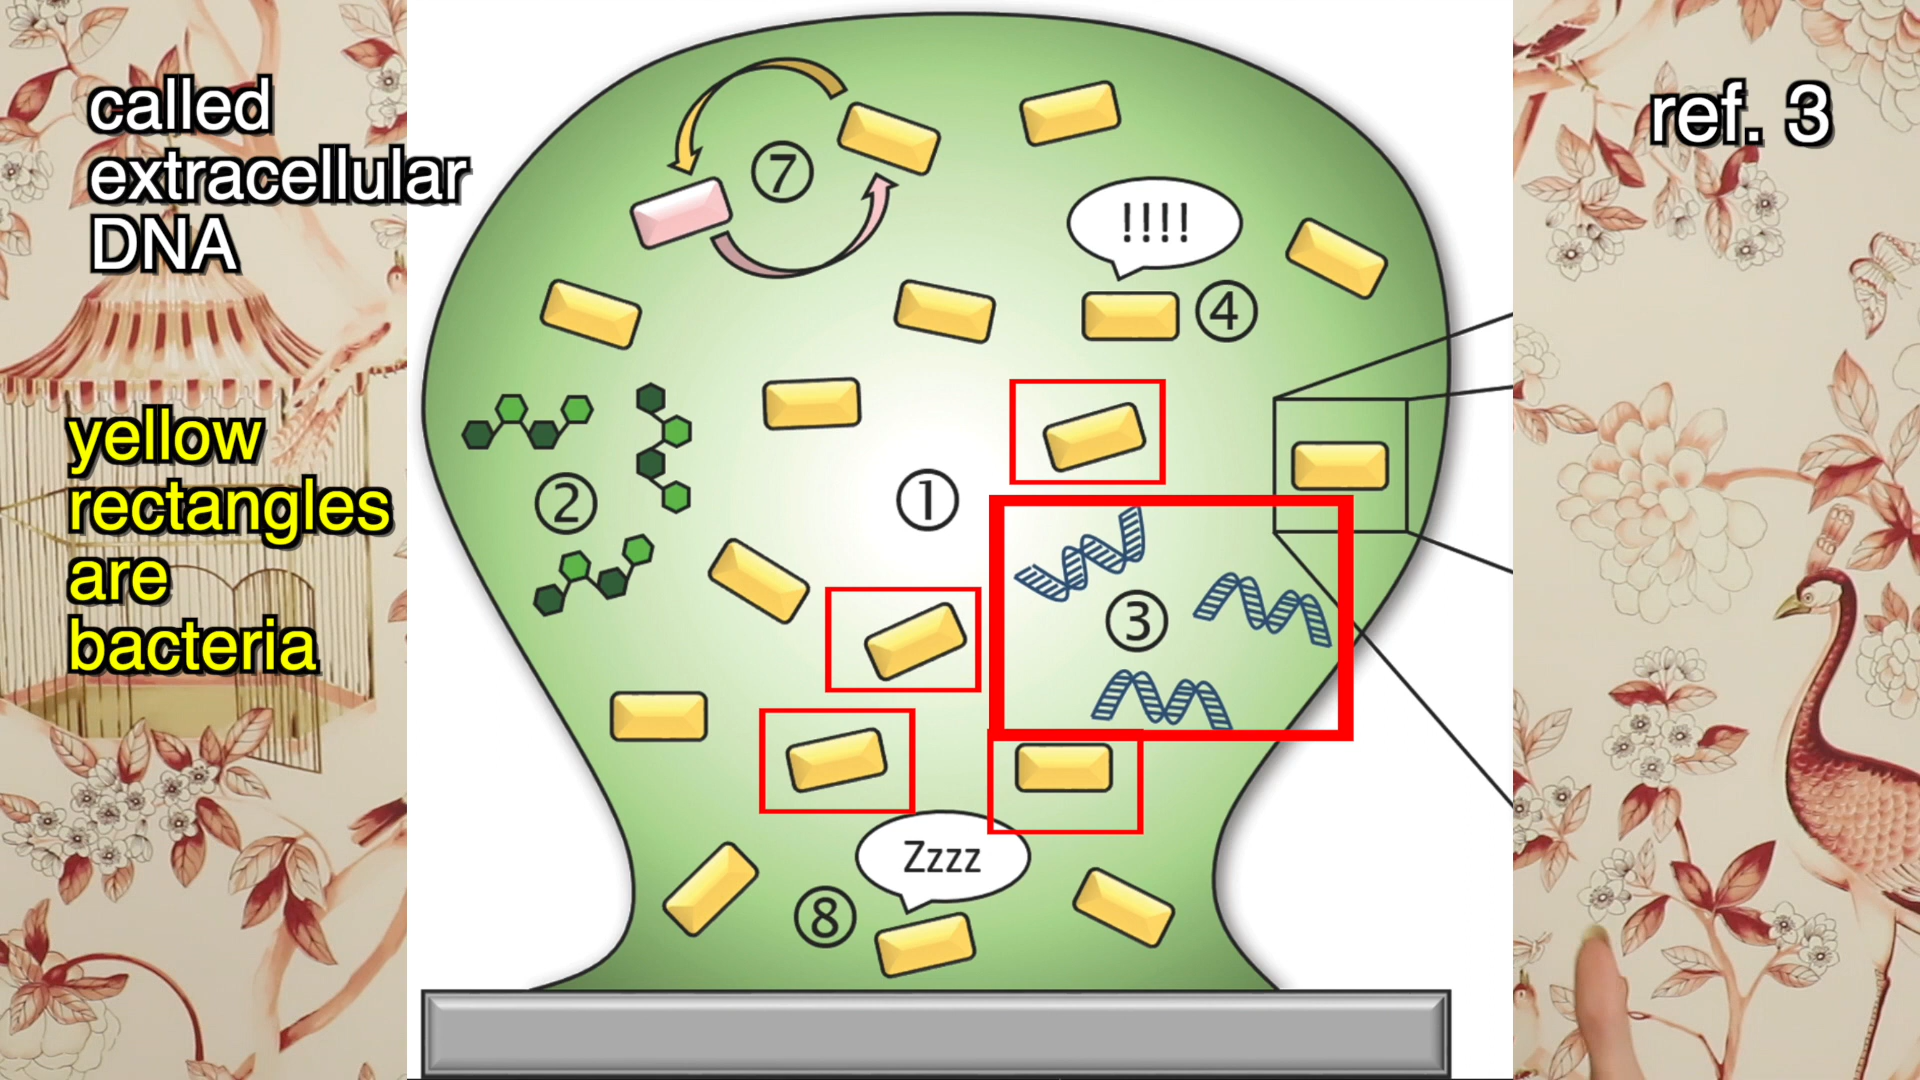 called
extracellular
DNA
yellow
rectangles
are
bacteria
ref. 3
⑦
!!!!
④
②
①
③
Zzzz
⑧